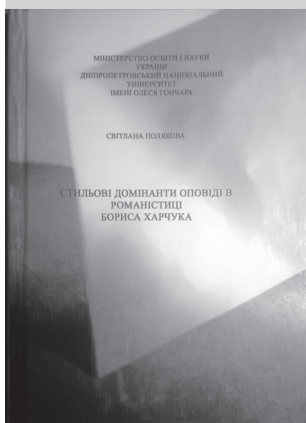 МІНІСТЕРСТВО ОСВІТИ І НАУКИ
УКРАЇНИ
ДНІПРОПЕТРОВСЬКИЙ НАЦІОНАЛЬНИЙ
УНІВЕРСИТЕТ
ІМЕНІ ОЛЕСЯ ГОНЧАРА
СВІТЛАНА ПОЛЯКОВА
СТИЛЬОВІ ДОМІНАНТИ ОПОВІДІ В
РОМАНІСТИЦІ
БОРИСА ХАРЧУКА